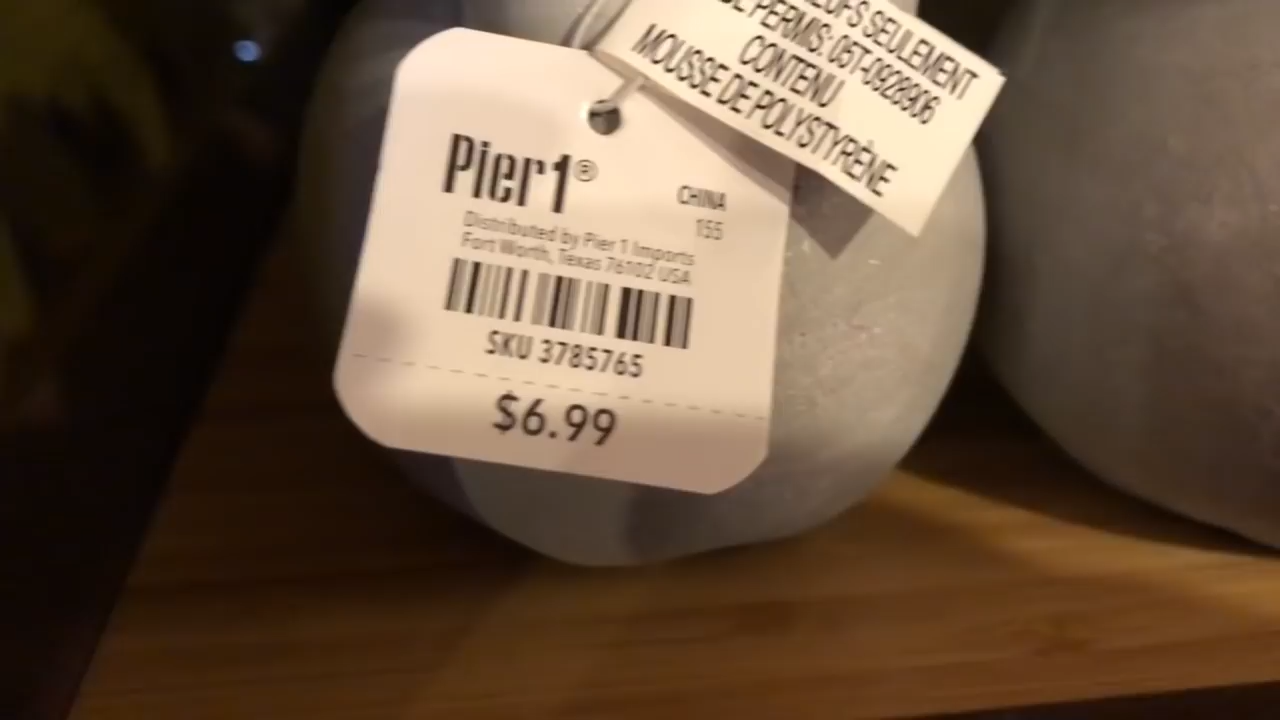 SEULEMENT
PERMIS: 05T-0928906
CONTENU
MOUSSE DE POLYSTYRÈNE
Pier1®
CHINA
155
Distributed by Pier 1 Imports
Fort Worth, Texas 76102 USA
SKU 3785765
$6.99